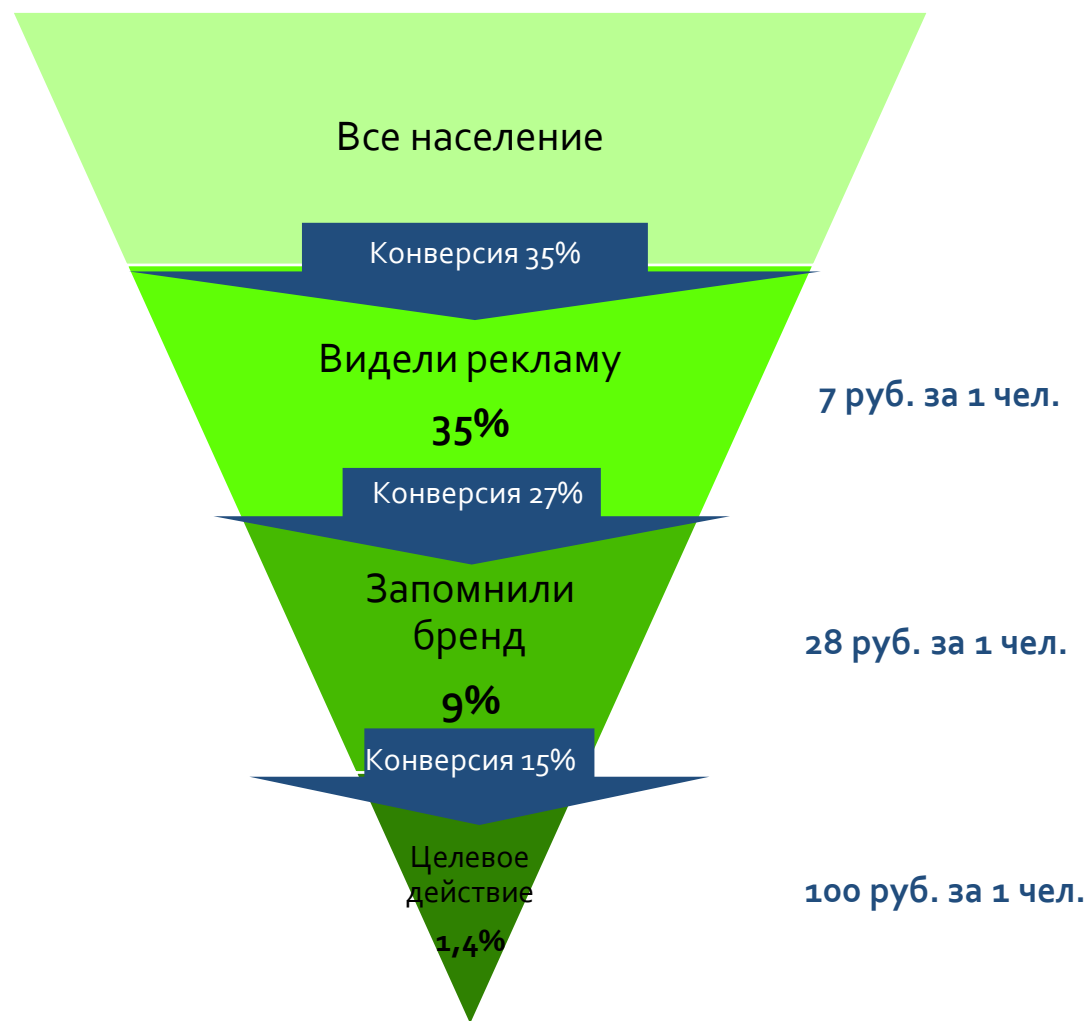 Все население
Конверсия 35%
Видели рекламу
35%
7 руб. за 1 чел.
Конверсия 27%
Запомнили
бренд
9%
28 руб. за 1 чел.
Конверсия 15%
Целевое
действие
1,4%
100 руб. за 1 чел.